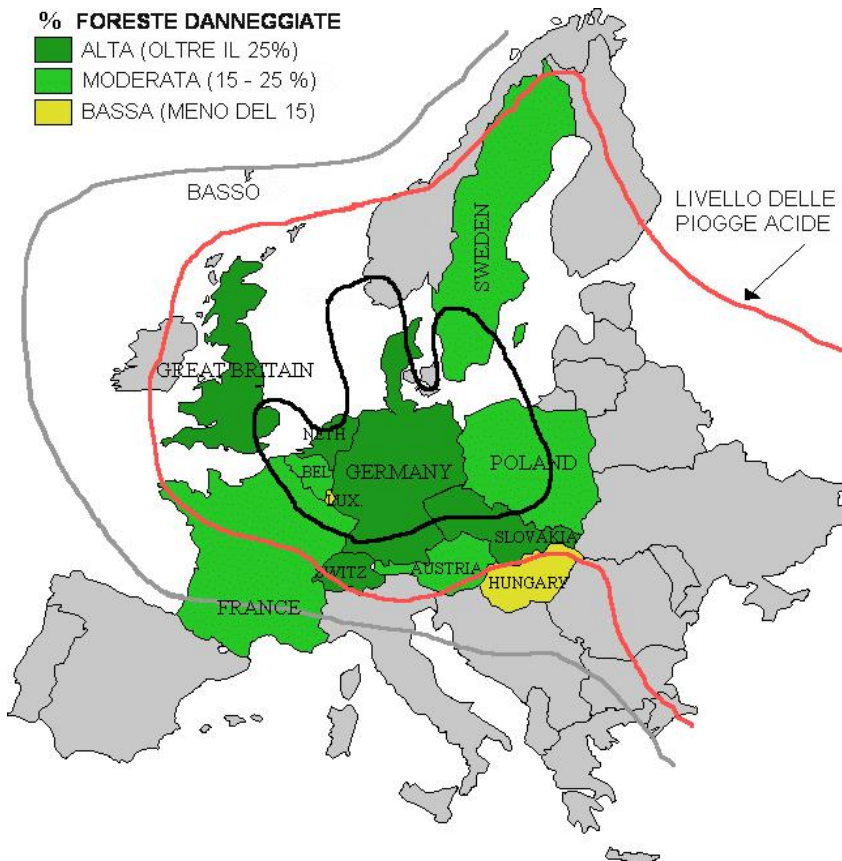 % FORESTE DANNEGGIATE
ALTA (OLTRE IL 25%)
MODERATA (15 - 25 %)
BASSA (MENO DEL 15)
BASSO
LIVELLO DELLE
PIOGGE ACIDE
SWEDEN
GREAT BRITAIN
NETH
BEL
GERMANY
POLAND
LUX.
SLOVAKIA
SWITZ
AUSTRIA
HUNGARY
FRANCE